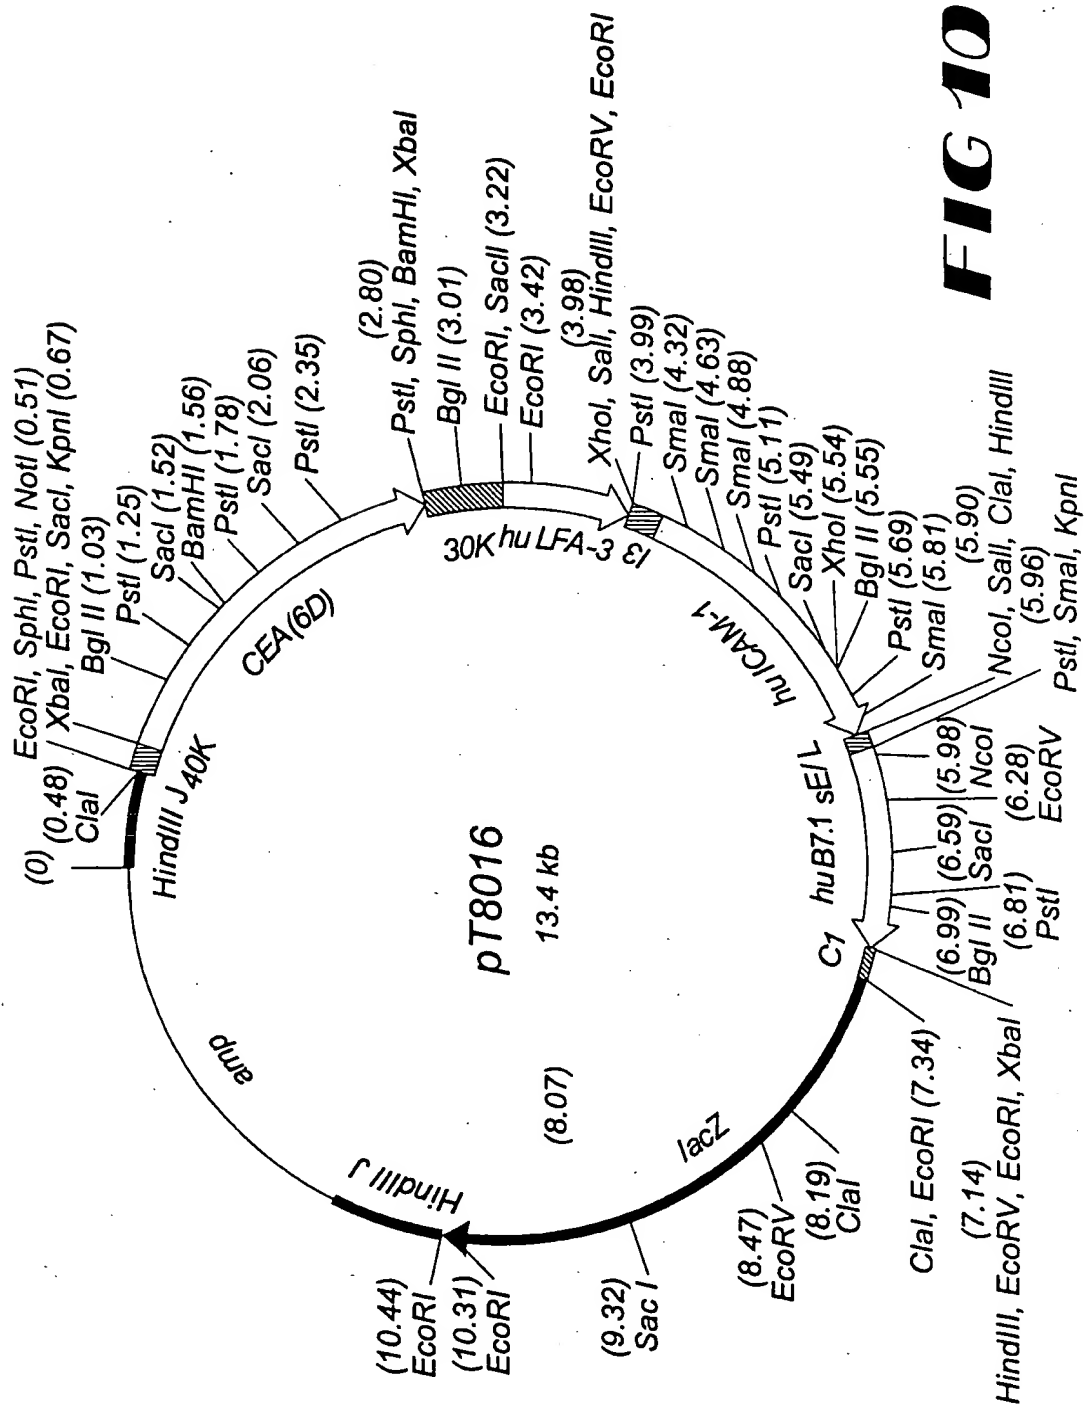 (0)
(0.48)
ClaI
EcoRI, SphI, PstI, NotI (0.51)
XbaI, EcoRI, SacI, KpnI (0.67)
Bgl II (1.03)
PstI (1.25)
SacI (1.52)
BamHI (1.56)
PstI (1.78)
SacI (2.06)
PstI (2.35)
(2.80)
PstI, SphI, BamHI, XbaI
Bgl II (3.01)
EcoRI, SacII (3.22)
EcoRI (3.42)
(3.98)
XhoI, SalI, HindIII, EcoRV, EcoRI
PstI (3.99)
SmaI (4.32)
SmaI (4.63)
SmaI (4.88)
PstI (5.11)
SacI (5.49)
XhoI (5.54)
Bgl II (5.55)
PstI (5.69)
SmaI (5.81)
(5.90)
NcoI, SalI, ClaI, HindIII
(5.96)
PstI, SmaI, KpnI
(5.98)
NcoI
(6.28)
EcoRV
(6.59)
SacI
(6.81)
PstI
(6.99)
Bgl II
(7.14)
HindIII, EcoRV, EcoRI, XbaI
ClaI, EcoRI (7.34)
(8.19)
ClaI
(8.47)
EcoRV
(9.32)
Sac I
(10.31)
EcoRI
(10.44)
EcoRI
HindIII J
40K
CEA(6D)
30K
hu LFA-3
I3
huICAM-1
sE/L
huB7.1
C1
lacZ
(8.07)
HindIII J
amp
pT8016
13.4 kb
FIG 10